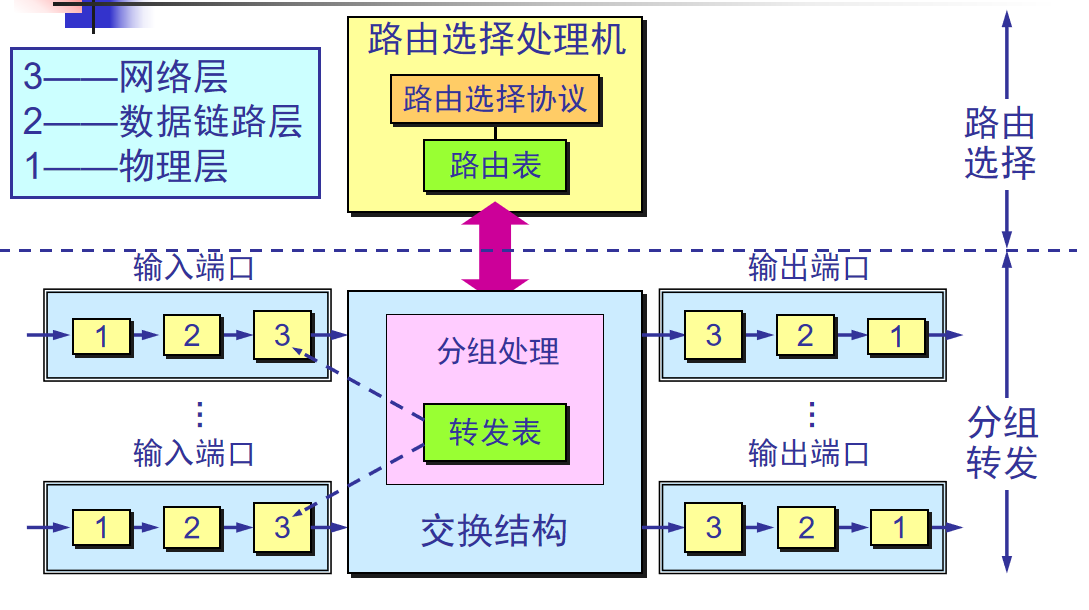 路由选择处理机
路由选择协议
路由表
3——网络层
2——数据链路层
1——物理层
路由
选择
输入端口
输出端口
1
2
3
3
2
1
分组处理
转发表
⋮
⋮
输入端口
输出端口
分组
转发
1
2
3
3
2
1
交换结构